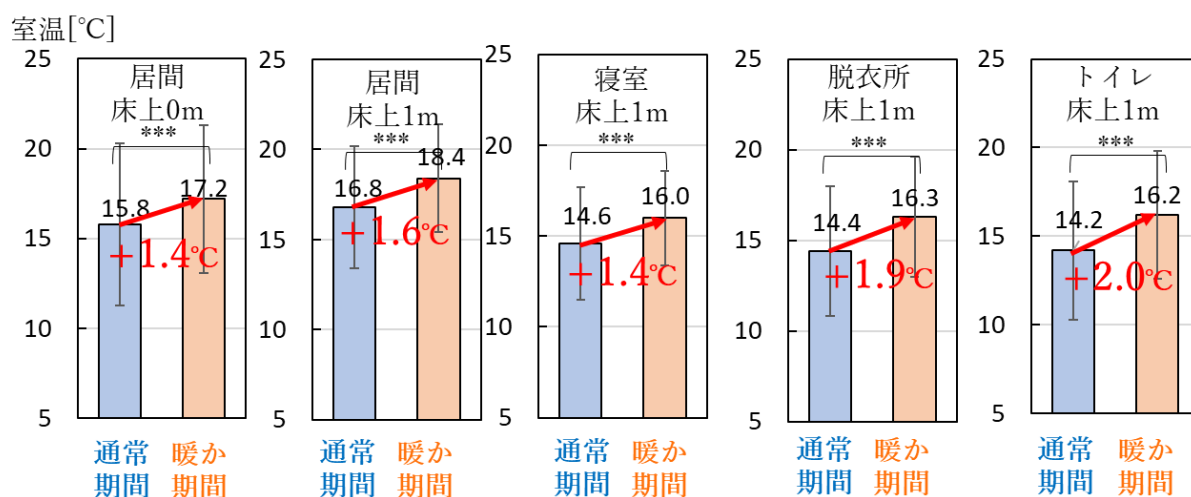 室温[℃]
25
20
15
10
5
居間
床上0m
***
15.8
17.2
+1.4℃
通常
期間
暖か
期間
25
20
15
10
5
居間
床上1m
***
16.8
18.4
+1.6℃
通常
期間
暖か
期間
25
20
15
10
5
寝室
床上1m
***
14.6
16.0
+1.4℃
通常
期間
暖か
期間
25
20
15
10
5
脱衣所
床上1m
***
14.4
16.3
+1.9℃
通常
期間
暖か
期間
25
20
15
10
5
トイレ
床上1m
***
14.2
16.2
+2.0℃
通常
期間
暖か
期間